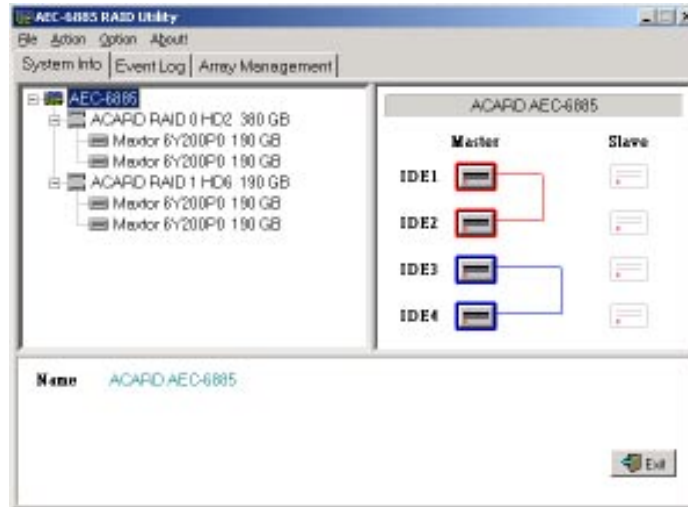 AEC-6885 RAID Utility
File Action Option About!
System Info Event Log Array Management
AEC-6885
ACARD RAID 0 HD2 380 GB
Maxtor 6Y200P0 190 GB
Maxtor 6Y200P0 190 GB
ACARD RAID 1 HD6 190 GB
Maxtor 6Y200P0 190 GB
Maxtor 6Y200P0 190 GB
ACARD AEC-6885
Master Slave
IDE1
IDE2
IDE3
IDE4
Name ACARD AEC-6885
Exit